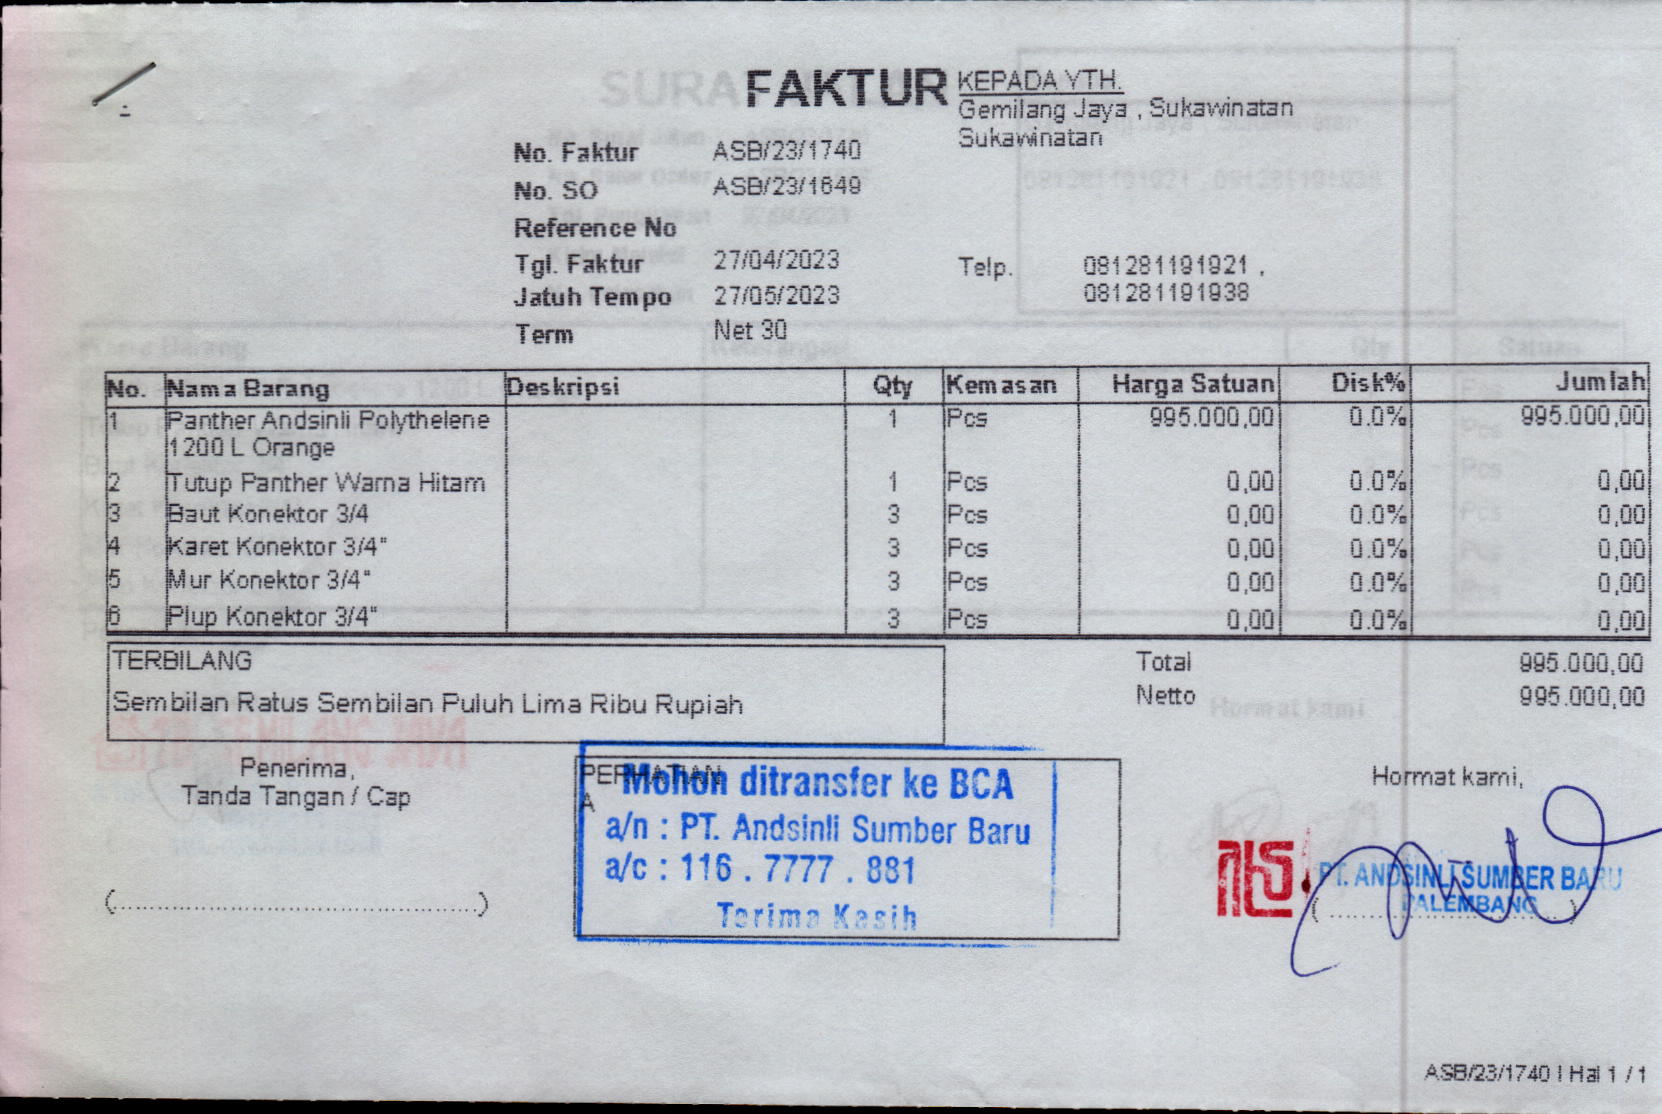 FAKTUR
KEPADA YTH.
Gemilang Jaya , Sukawinatan
Sukawinatan
No. Faktur ASB/23/1740
No. SO ASB/23/1649
Reference No
Tgl. Faktur 27/04/2023
Jatuh Tempo 27/05/2023
Term Net 30
Telp. 081281191921 ,
081281191938
No. Nama Barang Deskripsi Qty Kemasan Harga Satuan Disk% Jumlah
1 Panther Andsinli Polythelene 1 Pcs 995.000,00 0.0% 995.000,00
1200 L Orange
2 Tutup Panther Warna Hitam 1 Pcs 0,00 0.0% 0,00
3 Baut Konektor 3/4 3 Pcs 0,00 0.0% 0,00
4 Karet Konektor 3/4" 3 Pcs 0,00 0.0% 0,00
5 Mur Konektor 3/4" 3 Pcs 0,00 0.0% 0,00
6 Plup Konektor 3/4" 3 Pcs 0,00 0.0% 0,00
TERBILANG
Sembilan Ratus Sembilan Puluh Lima Ribu Rupiah
Total 995.000,00
Netto 995.000,00
Penerima,
Tanda Tangan / Cap
(...........................................)
PERHATIAN
A
Mohon ditransfer ke BCA
a/n : PT. Andsinli Sumber Baru
a/c : 116 . 7777 . 881
Terima Kasih
Hormat kami,
PT. ANDSINLI SUMBER BARU
PALEMBANG
ASB/23/1740 | Hal 1 / 1